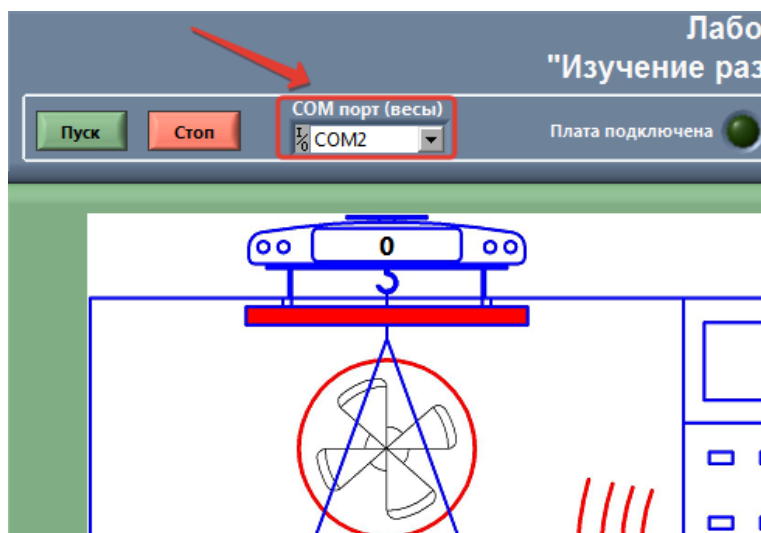 Лабо
"Изучение раз
COM порт (весы)
Пуск
Стоп
I/O COM2
Плата подключена
0